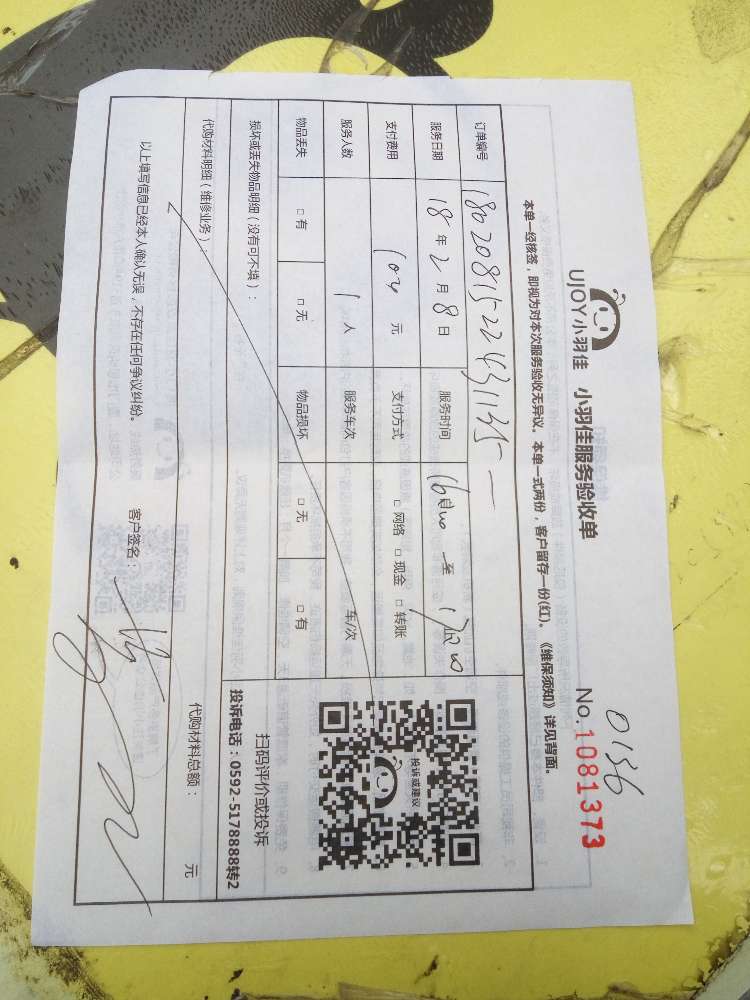 UJOY小羽佳 小羽佳服务验收单
0156
No.1081373
本单一经核签，即视为对本次服务验收无异议。本单一式两份，客户留存一份(红)。《维保须知》详见背面。
订单编号
服务日期 18年2月8日 服务时间 至
支付费用 元 支付方式 □网络 □现金 □转账
服务人数 1人 服务车次 车/次
物品丢失 □有 □无 物品损坏 □无 □有
投诉或建议
损坏或丢失物品明细（没有可不填）：
扫码评价或投诉
投诉电话：0592-5178888转2
代购材料明细（维修业务）：
代购材料总额： 元
以上填写信息已经本人确认无误，不存在任何争议纠纷。 客户签名：